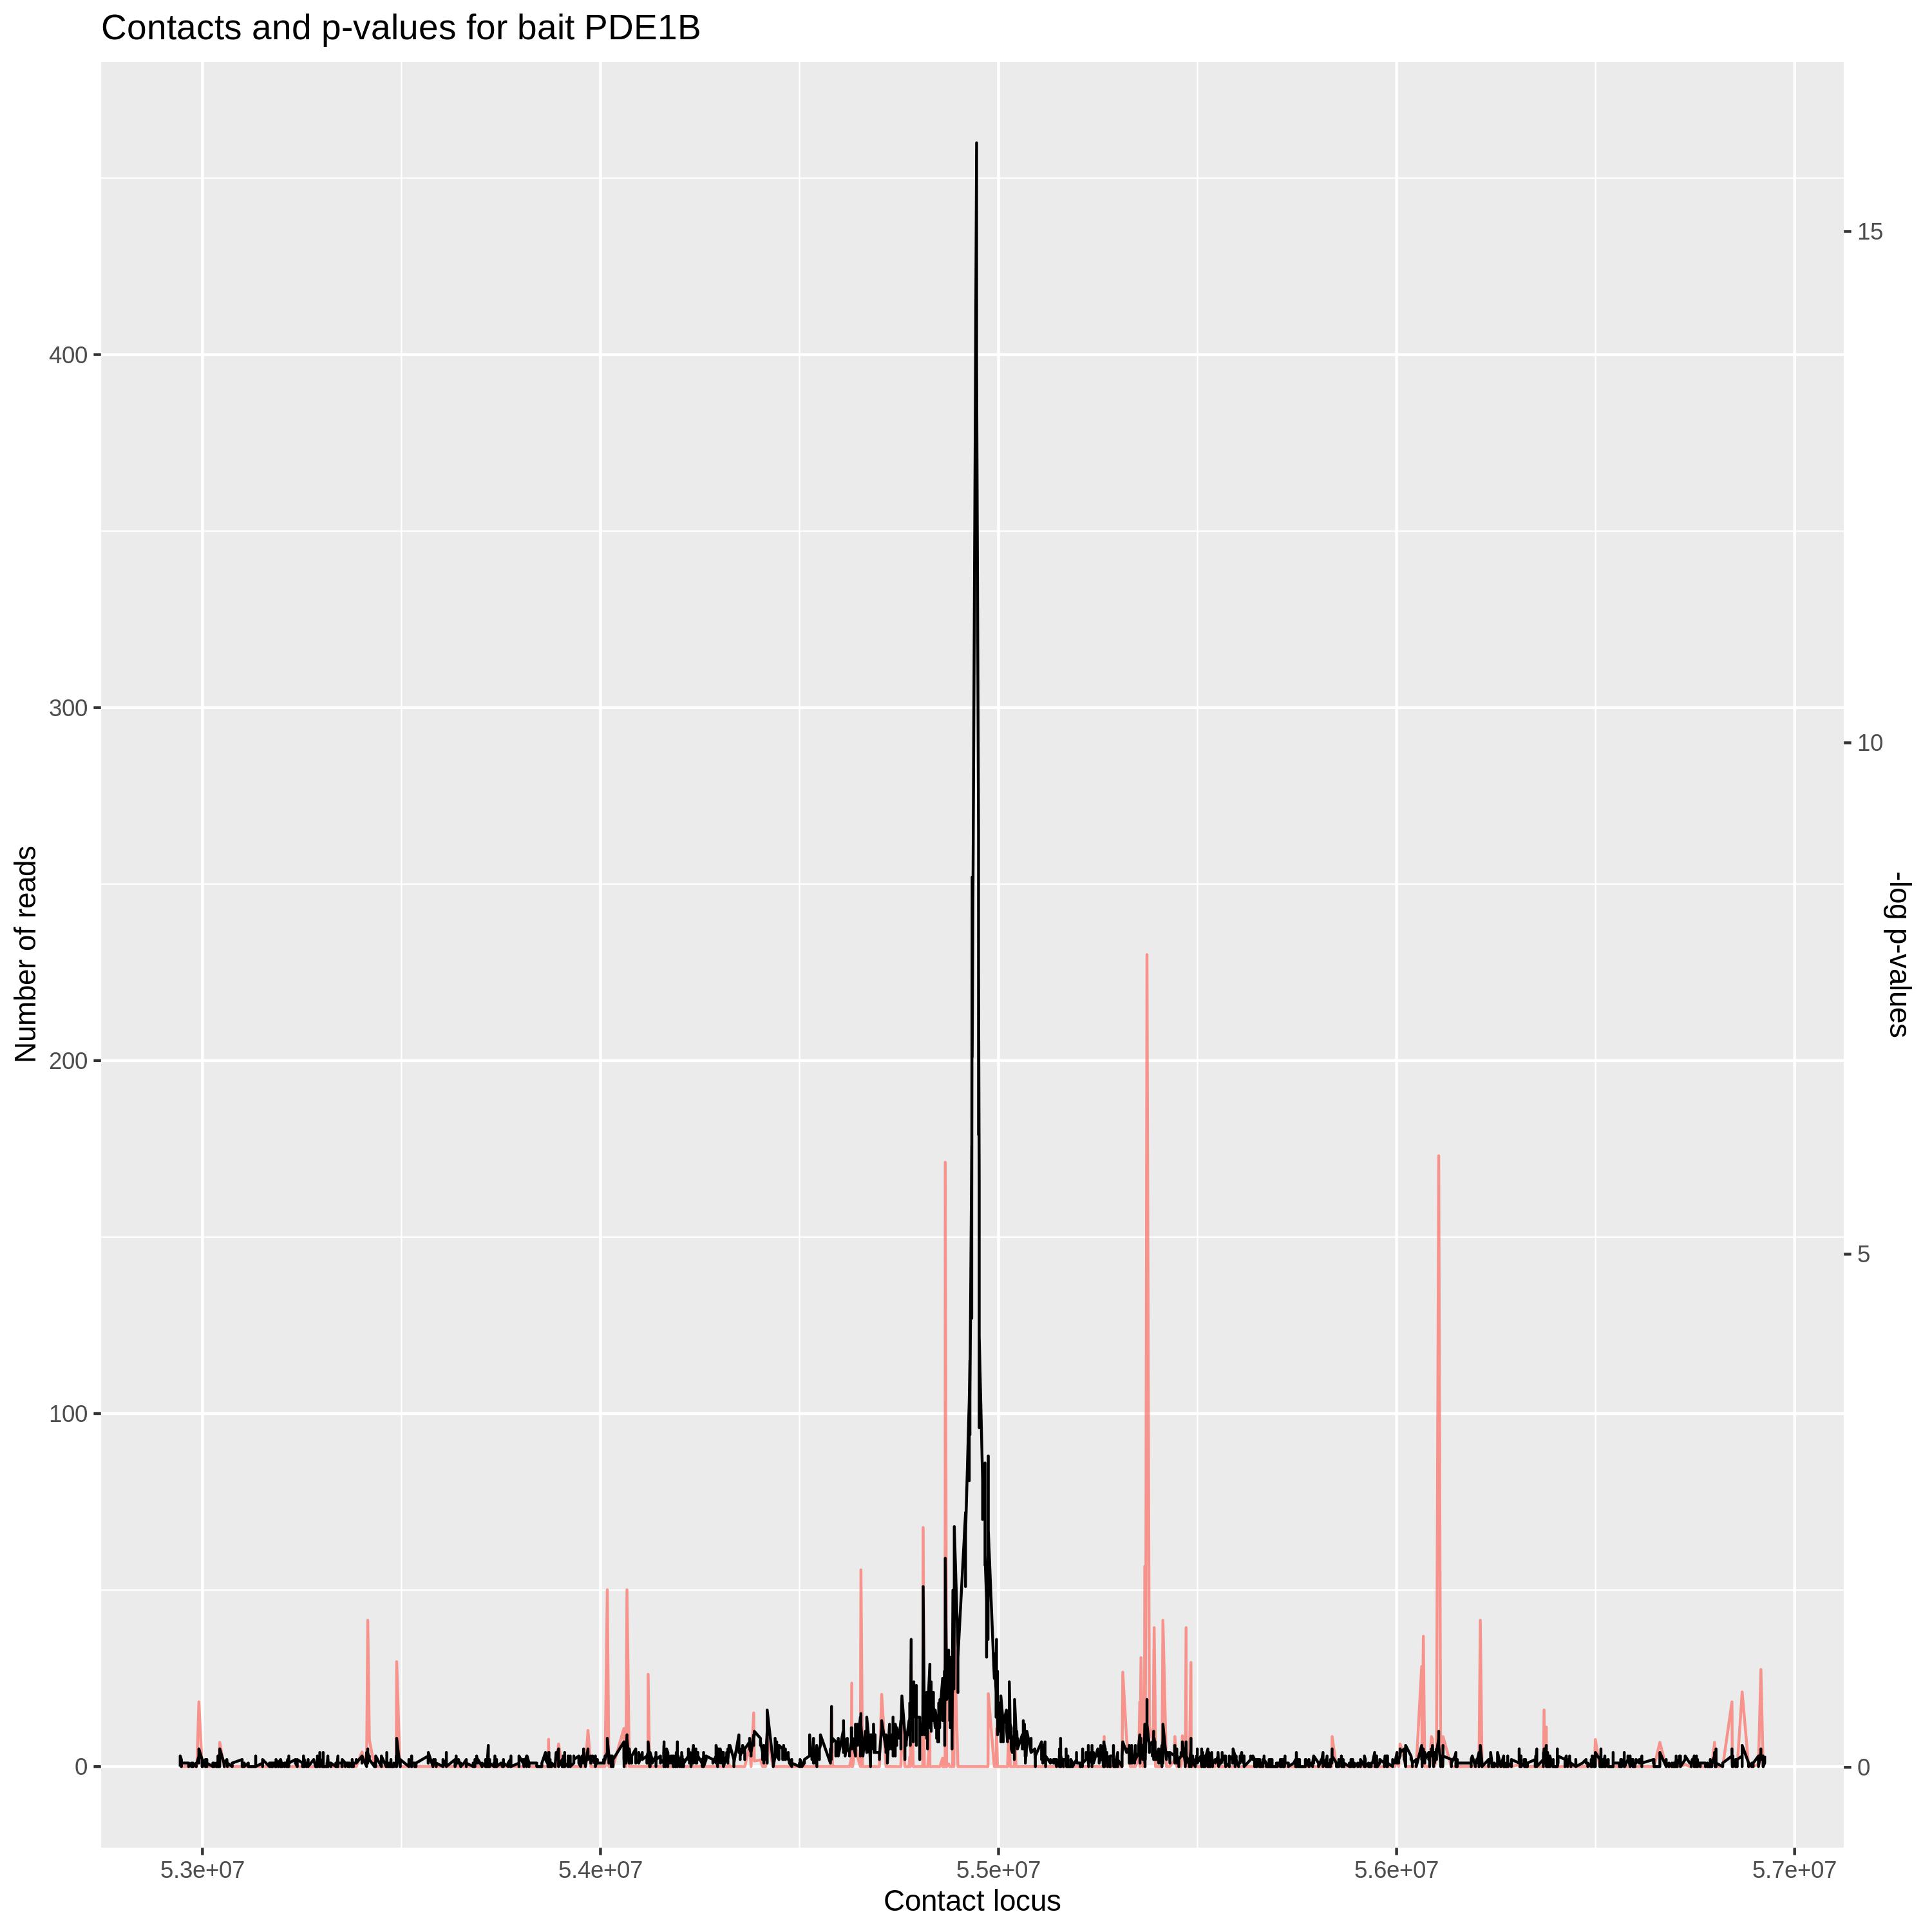 Contacts and p-values for bait PDE1B
Number of reads
400
300
200
100
0
15
10
5
0
-log p-values
5.3e+07 5.4e+07 5.5e+07 5.6e+07 5.7e+07
Contact locus